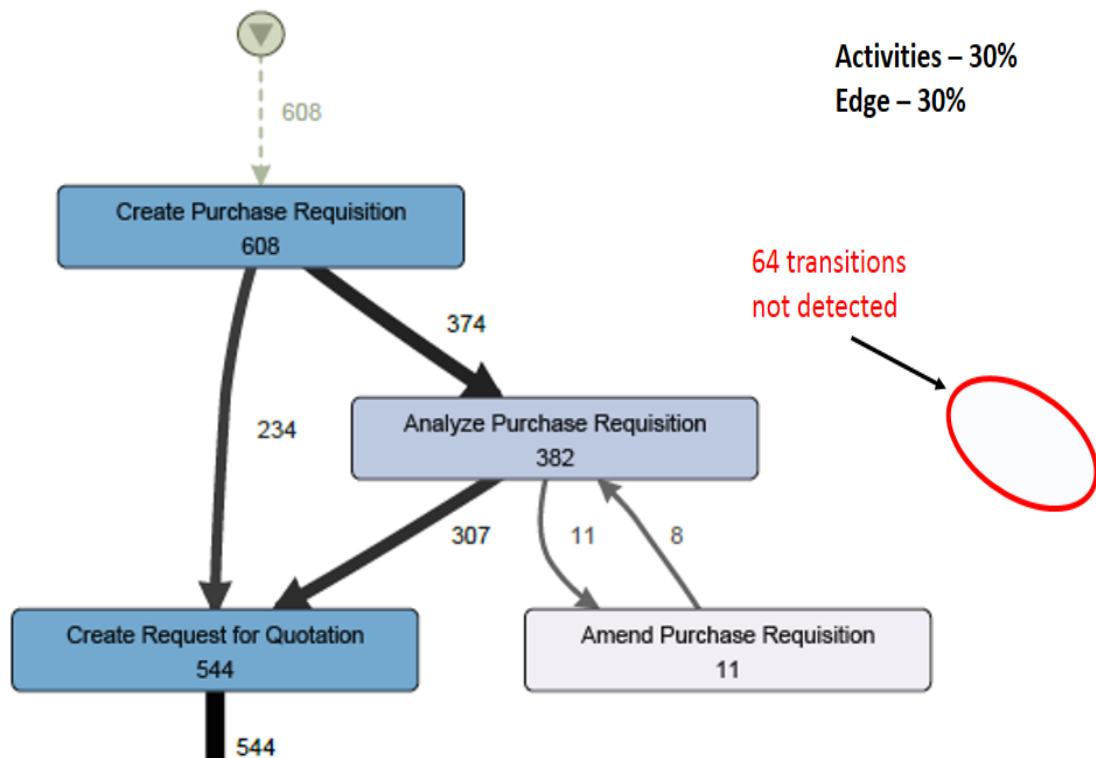 Activities – 30%
Edge – 30%
608
Create Purchase Requisition
608
64 transitions
not detected
374
234
Analyze Purchase Requisition
382
307
11
8
Create Request for Quotation
544
Amend Purchase Requisition
11
544